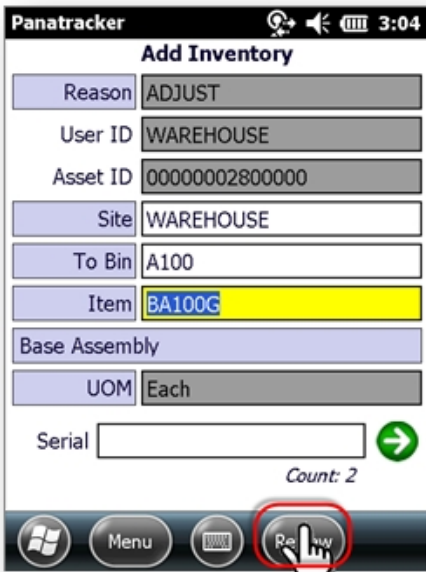 Panatracker 3:04
Add Inventory
Reason ADJUST
User ID WAREHOUSE
Asset ID 00000002800000
Site WAREHOUSE
To Bin A100
Item BA100G
Base Assembly
UOM Each
Serial
Count: 2
Menu